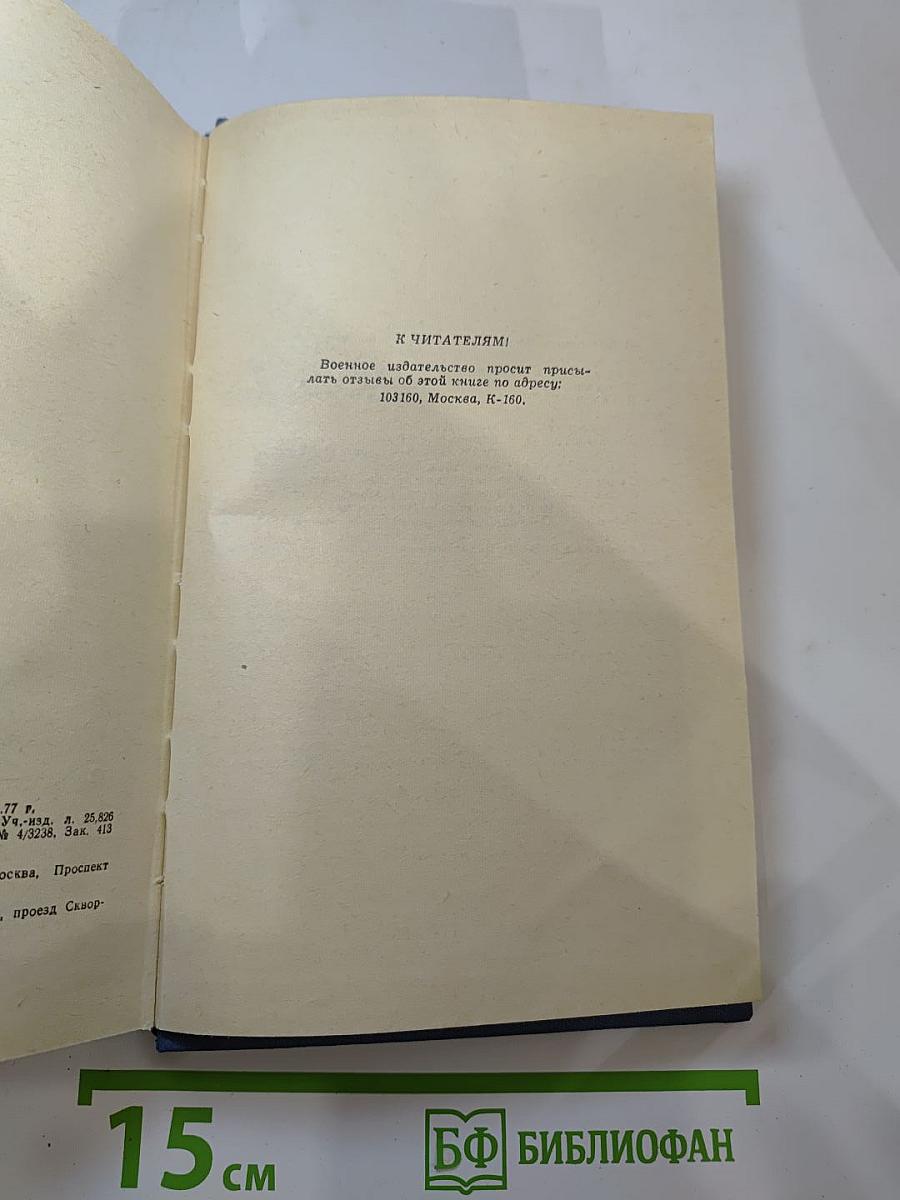 .77 г.
Уч.-изд. л. 25,826
№ 4/3238. Зак. 413
осква, Проспект
, проезд Сквор-
К ЧИТАТЕЛЯМ!
Военное издательство просит присы-
лать отзывы об этой книге по адресу:
103160, Москва, К-160.
15 см
БФ БИБЛИОФАН